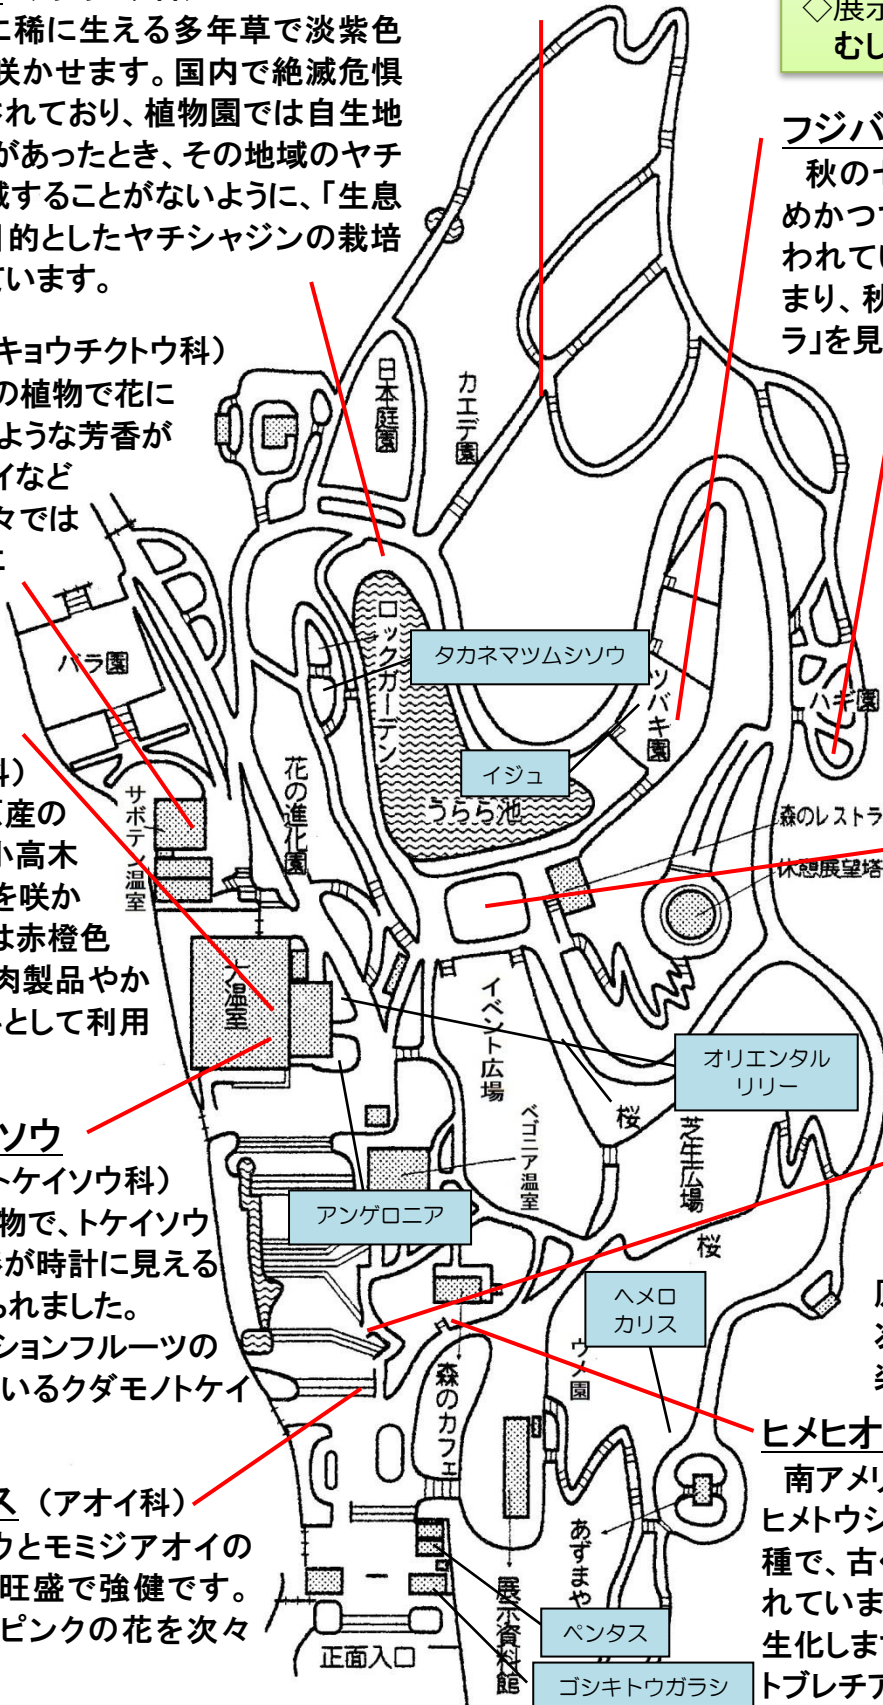 に稀に生える多年草で淡紫色
咲かせます。国内で絶滅危惧
れており、植物園では自生地
があったとき、その地域のヤチ
滅することがないように、「生息
目的としたヤチシャジンの栽培
ています。
キョウチクトウ科）
の植物で花に
ような芳香が
イなど
々では
◇展示
むし
フジバ
秋のセ
めかつて
われてい
まり、秋
ラ」を見
日本庭園
カエデ園
ロックガーデン
タカネマツムシソウ
ツバキ園
バラ園
ハギ園
イジュ
うらら池
花の進化園
サボテン温室
森のレストラ
休憩展望塔
科）
原産の
小高木
を咲か
は赤橙色
肉製品やか
として利用
大温室
イベント広場
オリエンタル
リリー
桜
芝生広場
ベゴニア温室
桜
ソウ
トケイソウ科）
物で、トケイソウ
が時計に見える
られました。
ションフルーツの
いるクダモノトケイ
アンゲロニア
ヘメロ
カリス
ウメ園
森のカフェ
ス（アオイ科）
ウとモミジアオイの
旺盛で強健です。
ピンクの花を次々
ヒメヒオ
南アメリ
ヒメトウシ
種で、古く
れていま
生化します
トブレチア
あずまや
展示資料館
ペンタス
ゴシキトウガラシ
正面入口